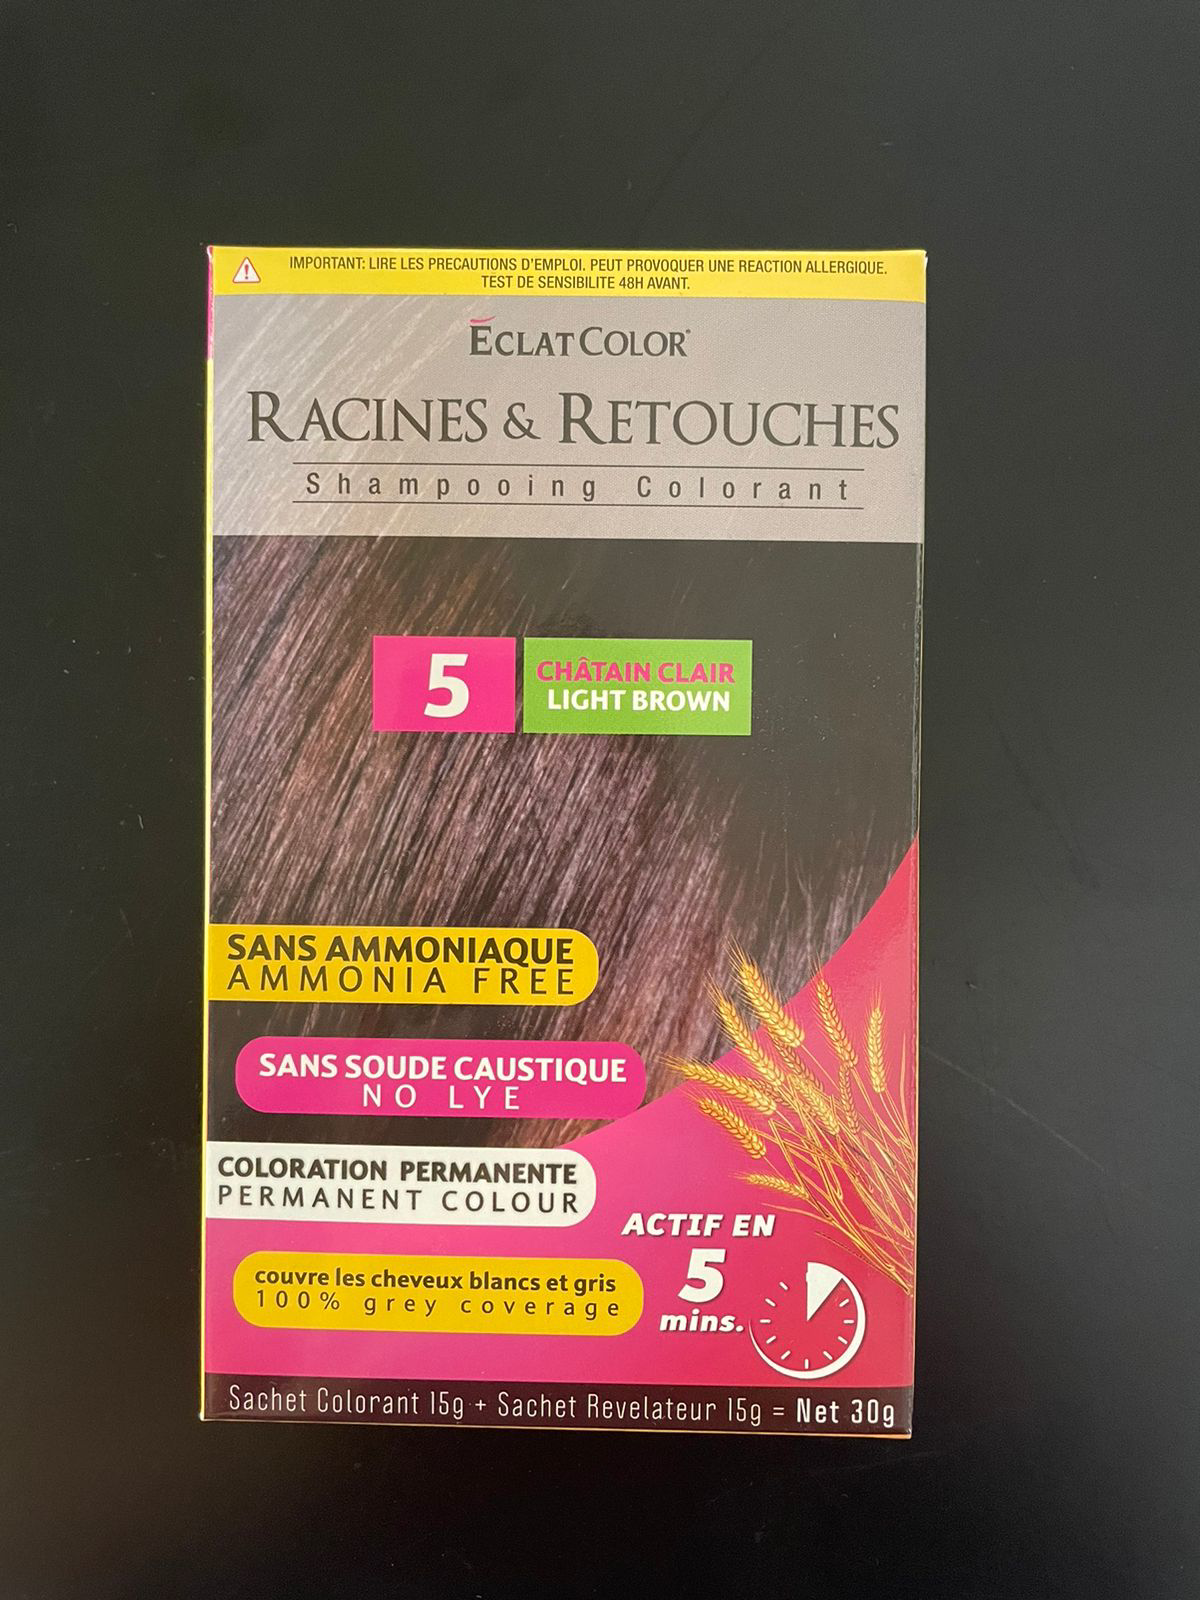 IMPORTANT: LIRE LES PRECAUTIONS D'EMPLOI. PEUT PROVOQUER UNE REACTION ALLERGIQUE.
TEST DE SENSIBILITE 48H AVANT.
ÉCLAT COLOR®
RACINES & RETOUCHES
Shampooing Colorant
5
CHÂTAIN CLAIR
LIGHT BROWN
SANS AMMONIAQUE
AMMONIA FREE
SANS SOUDE CAUSTIQUE
NO LYE
COLORATION PERMANENTE
PERMANENT COLOUR
couvre les cheveux blancs et gris
100% grey coverage
ACTIF EN
5
mins.
Sachet Colorant 15g + Sachet Revelateur 15g = Net 30g